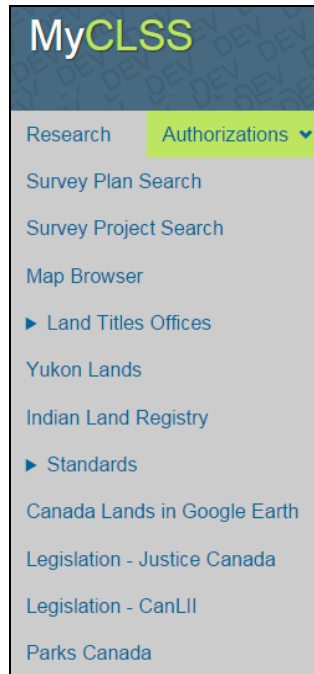 MyCLSS
Research Authorizations
Survey Plan Search
Survey Project Search
Map Browser
Land Titles Offices
Yukon Lands
Indian Land Registry
Standards
Canada Lands in Google Earth
Legislation - Justice Canada
Legislation - CanLII
Parks Canada